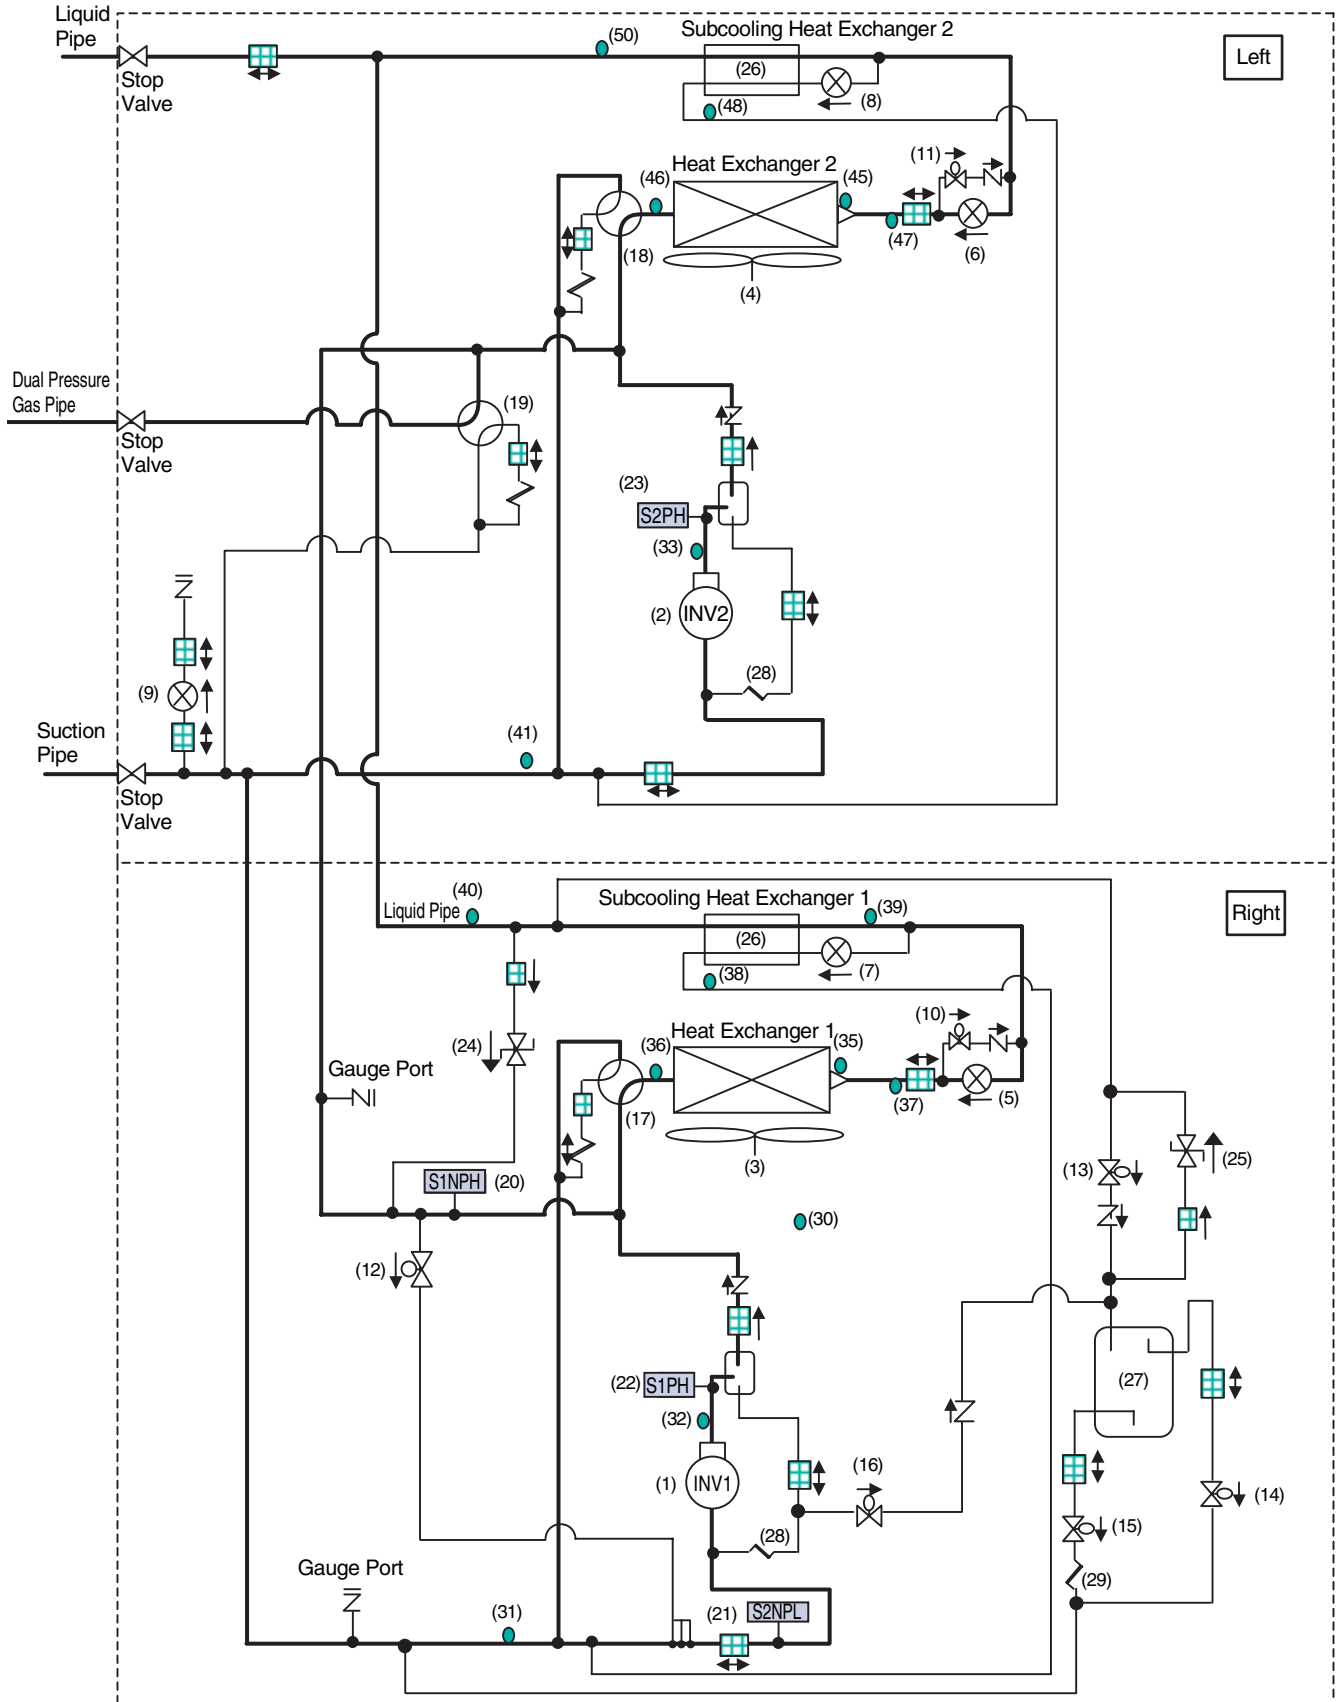 Liquid
Pipe
Stop
Valve
(50)
Subcooling Heat Exchanger 2
(26)
(8)
(48)
Left
(11)
Heat Exchanger 2
(46)
(45)
(47)
(6)
(18)
(4)
Dual Pressure
Gas Pipe
Stop
Valve
(19)
(23)
S2PH
(33)
(2)
INV2
(28)
(9)
Suction
Pipe
Stop
Valve
(41)
(40)
Liquid Pipe
Subcooling Heat Exchanger 1
(39)
(26)
(7)
(38)
Right
(10)
Heat Exchanger 1
(36)
(35)
(37)
(5)
(17)
(3)
(24)
Gauge Port
S1NPH
(20)
(30)
(13)
(25)
(12)
(27)
(22)
S1PH
(32)
(1)
INV1
(16)
(28)
(14)
(15)
(29)
Gauge Port
(31)
(21)
S2NPL